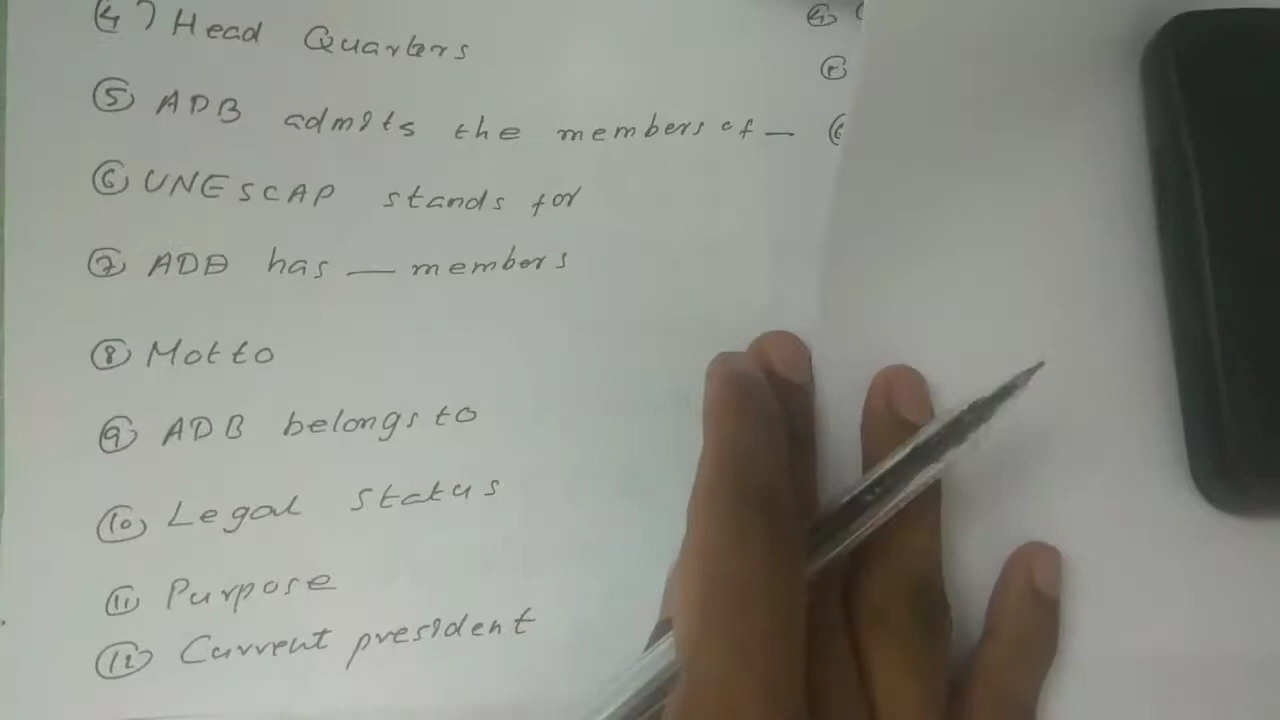 4) Head Quarters
5 ADB admits the members of —
6 UNESCAP stands for
7 ADB has — members
8 Motto
9 ADB belongs to
10 Legal Status
11 Purpose
12 Current president